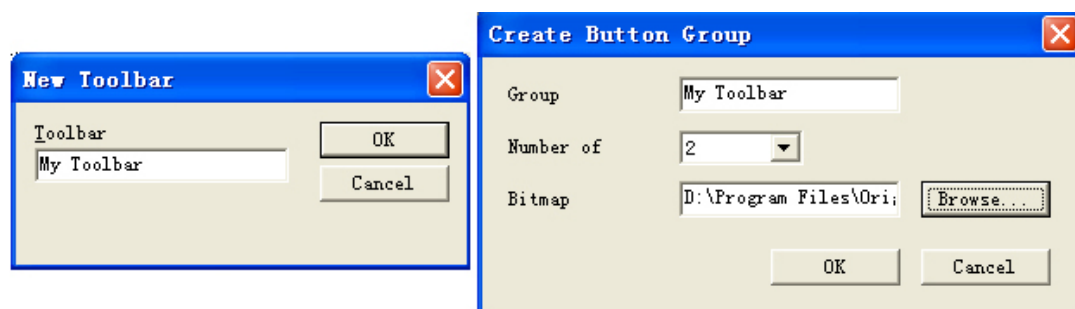 New Toolbar
Toolbar
My Toolbar
OK
Cancel
Create Button Group
Group
My Toolbar
Number of
2
Bitmap
D:\Program Files\Ori
Browse...
OK
Cancel